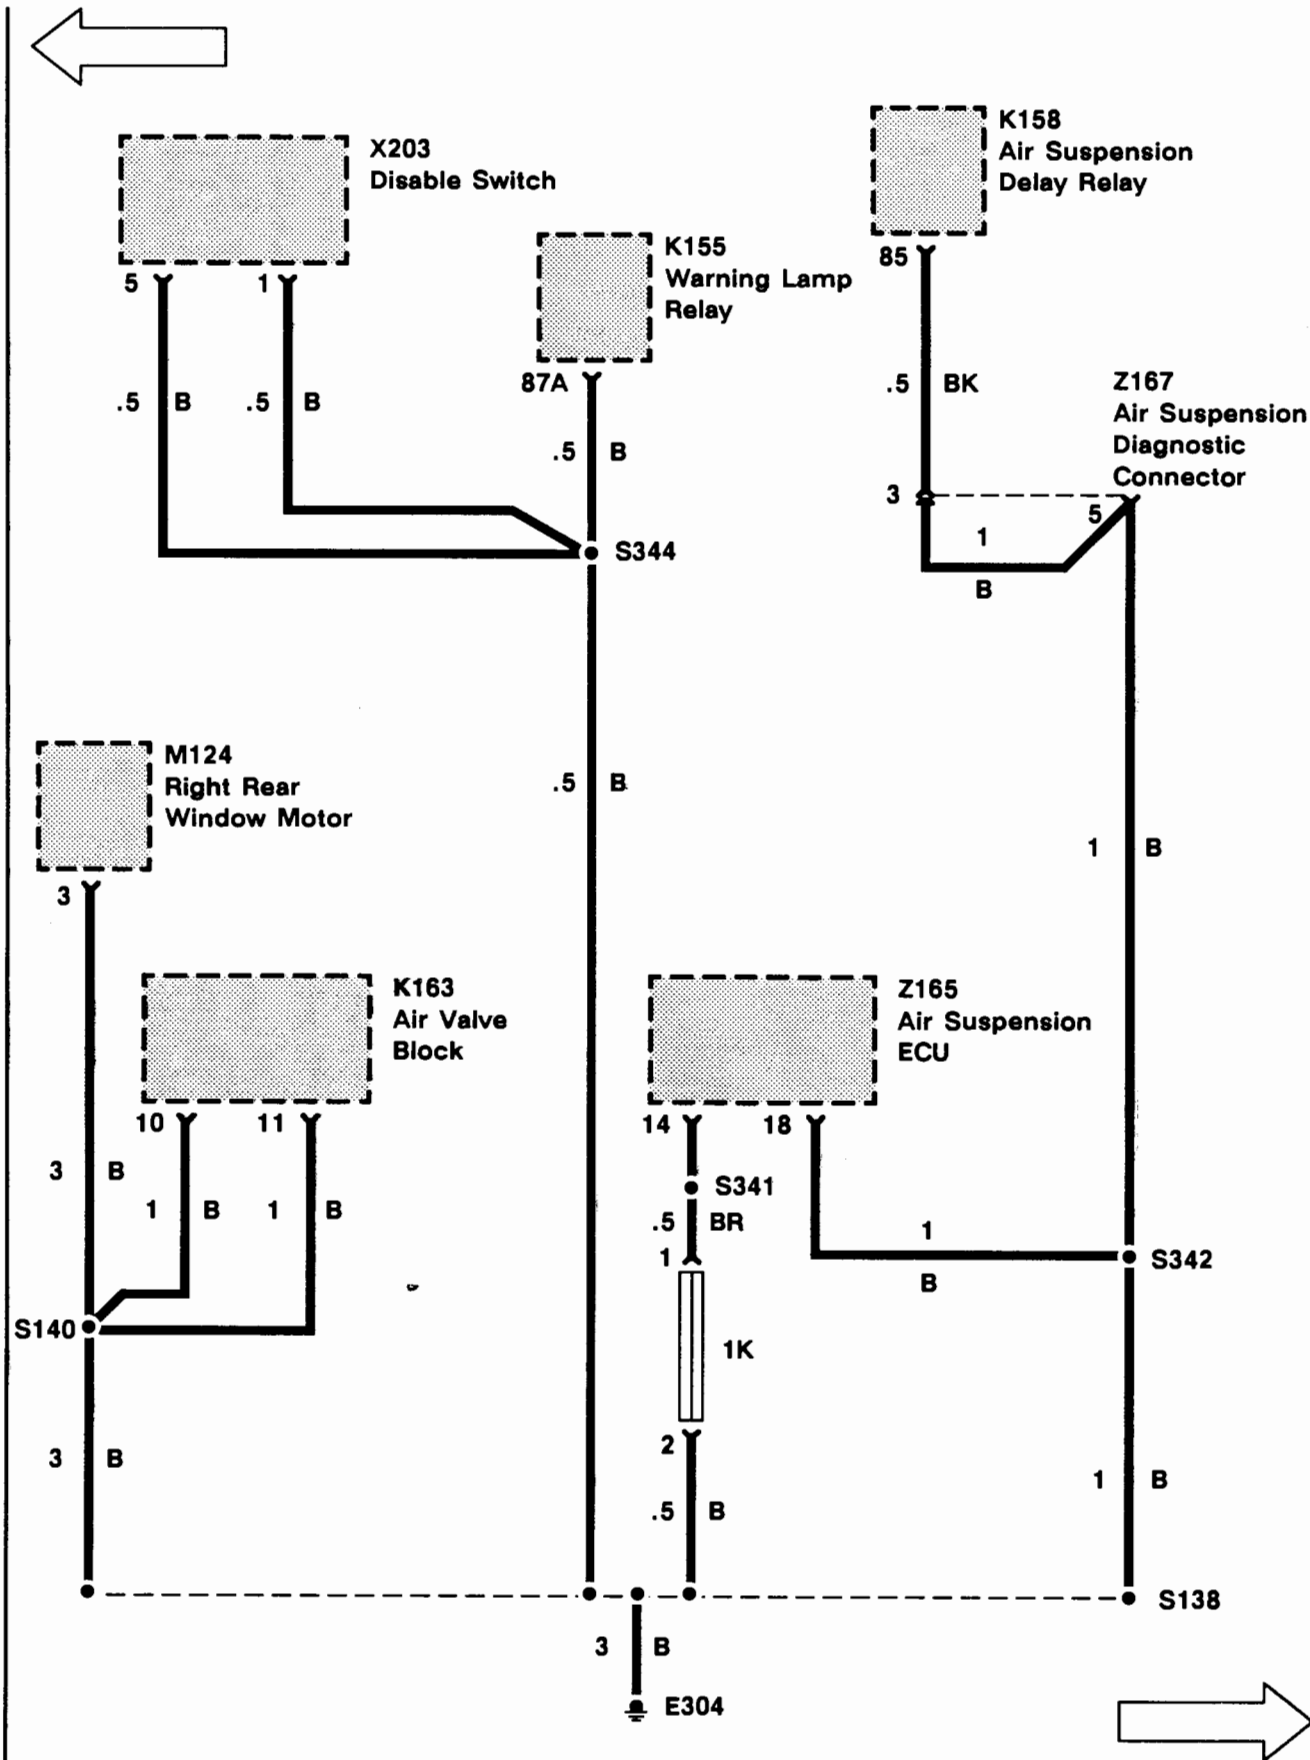 X203
Disable Switch
5
1
.5
B
.5
B
K155
Warning Lamp
Relay
87A
.5
B
S344
.5
B
K158
Air Suspension
Delay Relay
85
.5
BK
Z167
Air Suspension
Diagnostic
Connector
3
5
1
B
1
B
M124
Right Rear
Window Motor
3
3
B
K163
Air Valve
Block
10
11
1
B
1
B
S140
3
B
Z165
Air Suspension
ECU
14
18
S341
.5
BR
1
1K
2
.5
B
1
B
S342
1
B
S138
3
B
E304